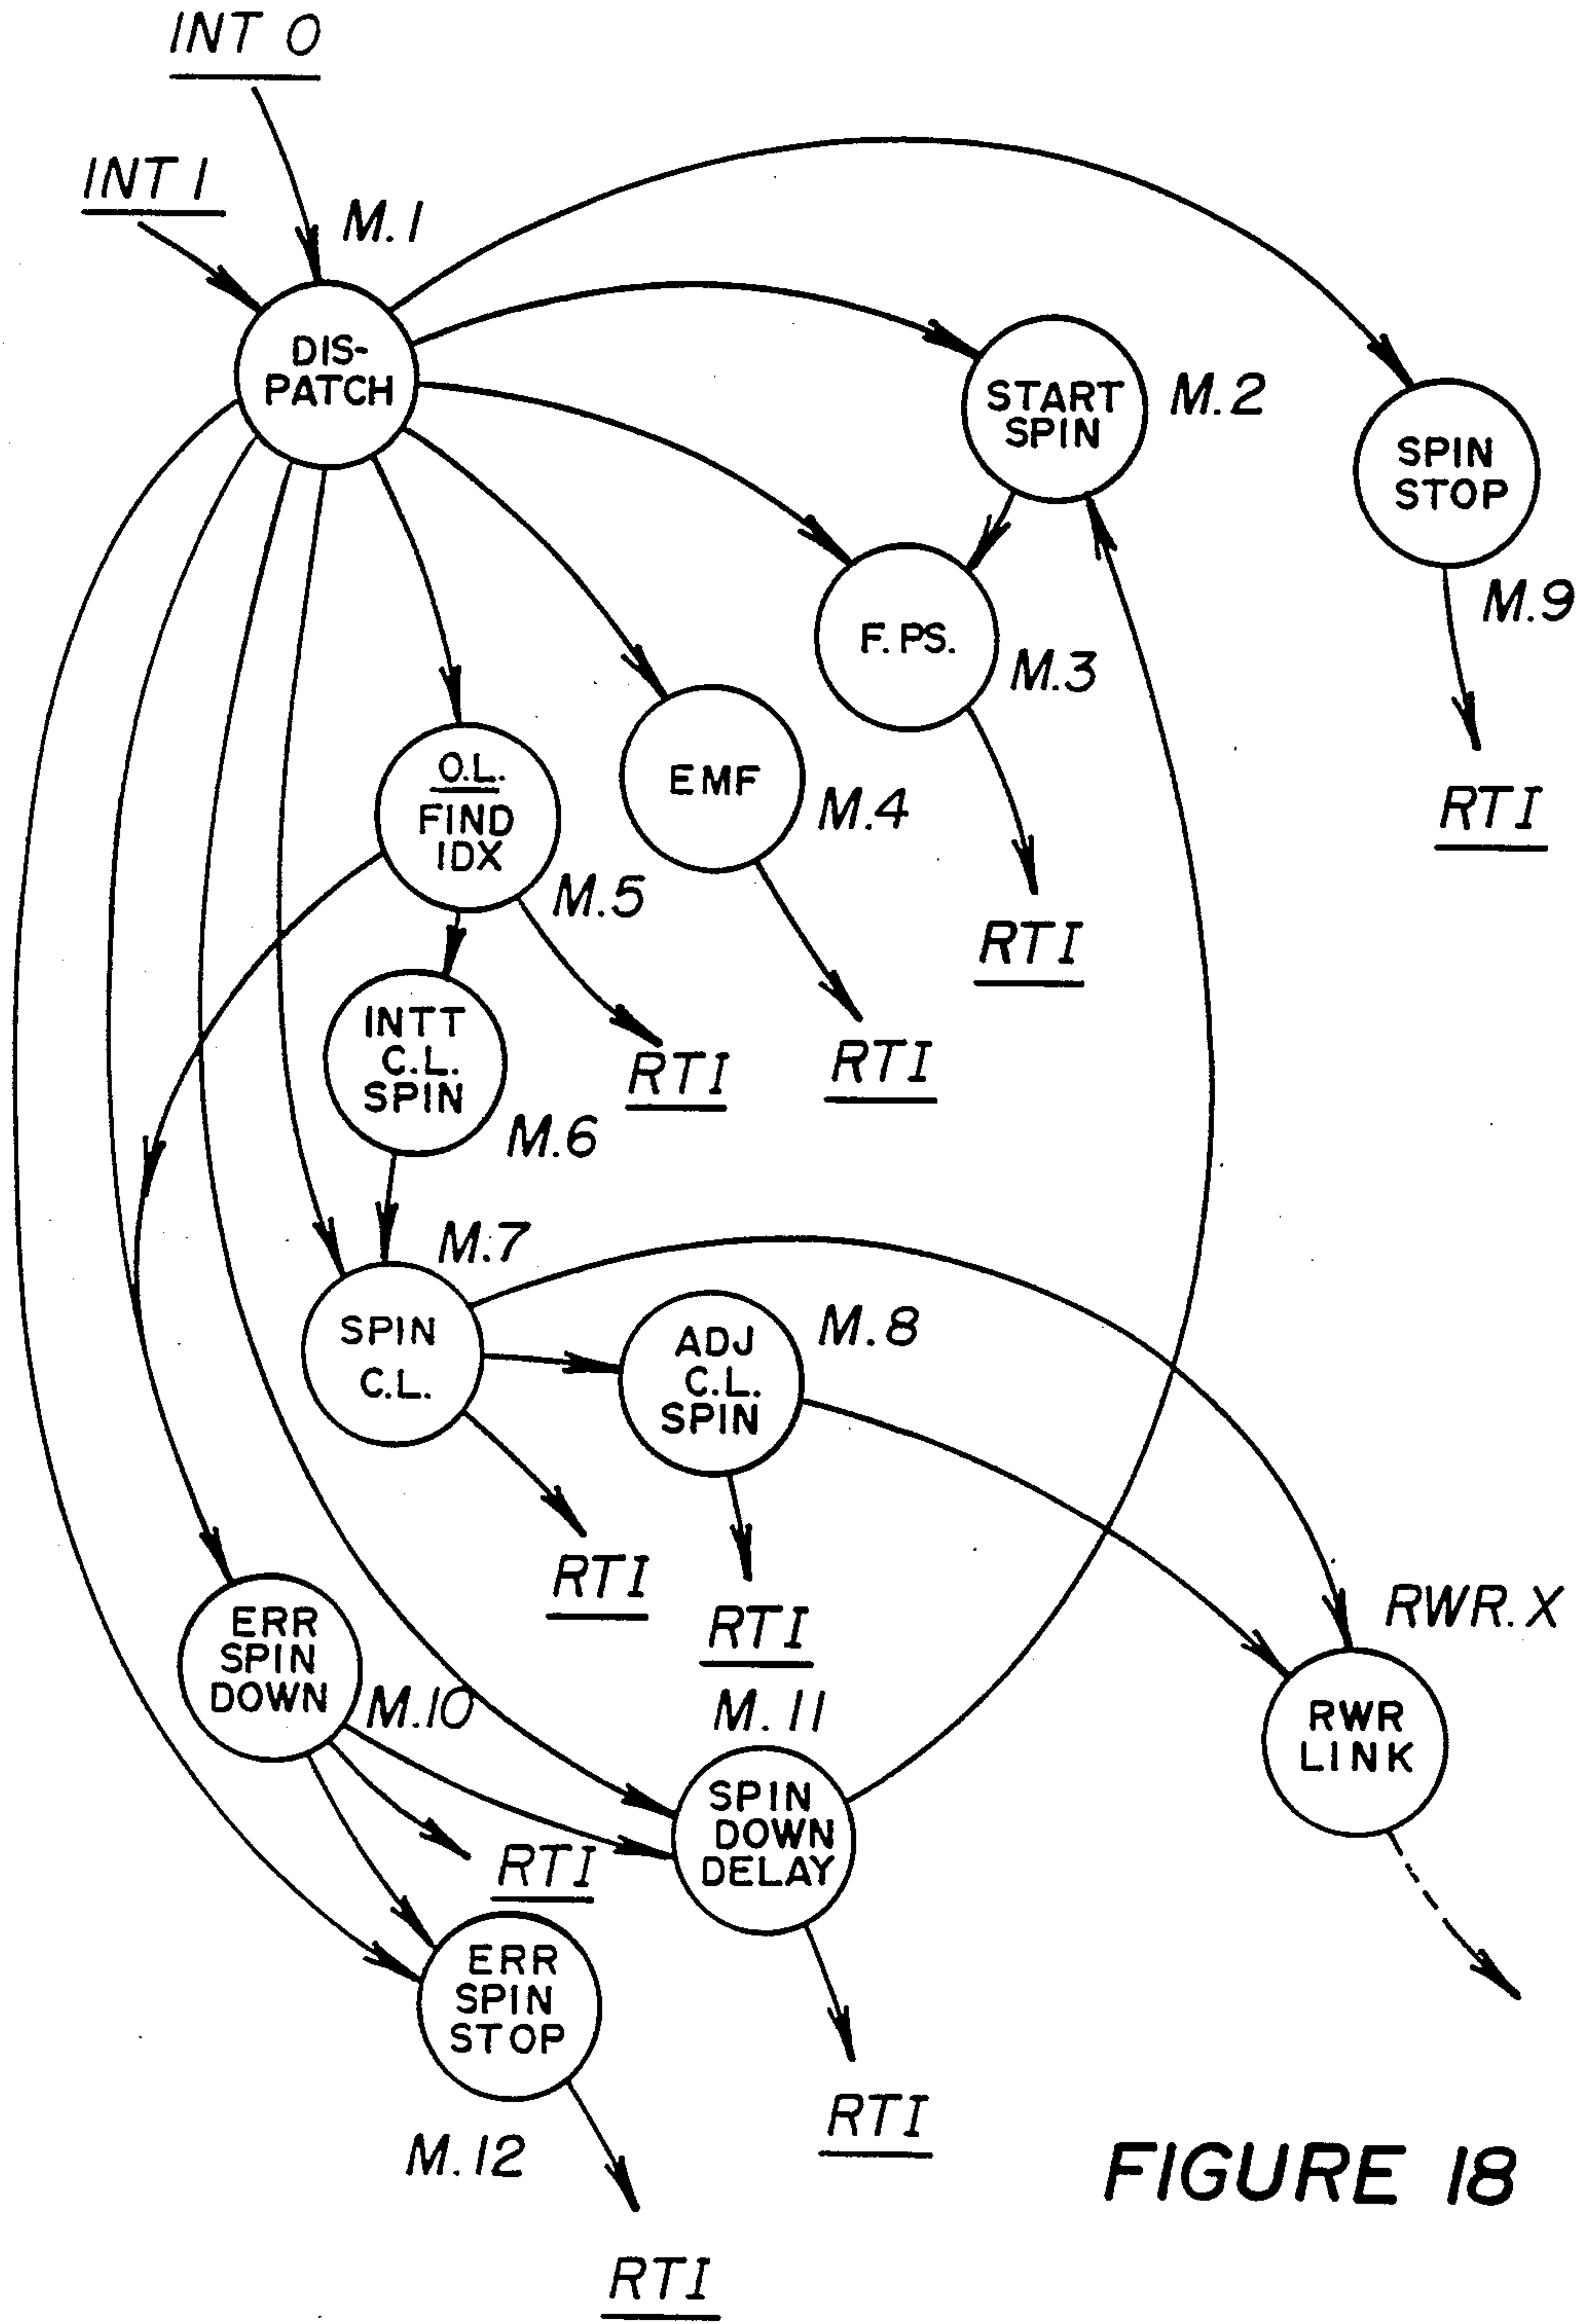 INT 0
INT 1
M.1
DIS-
PATCH
START
SPIN
M.2
SPIN
STOP
M.9
RTI
F.PS.
M.3
RTI
EMF
M.4
RTI
O.L.
FIND
IDX
M.5
RTI
INTT
C.L.
SPIN
M.6
M.7
SPIN
C.L.
RTI
ADJ
C.L.
SPIN
M.8
RTI
RWR.X
RWR
LINK
ERR
SPIN
DOWN
M.10
RTI
M.11
SPIN
DOWN
DELAY
RTI
ERR
SPIN
STOP
M.12
RTI
FIGURE 18